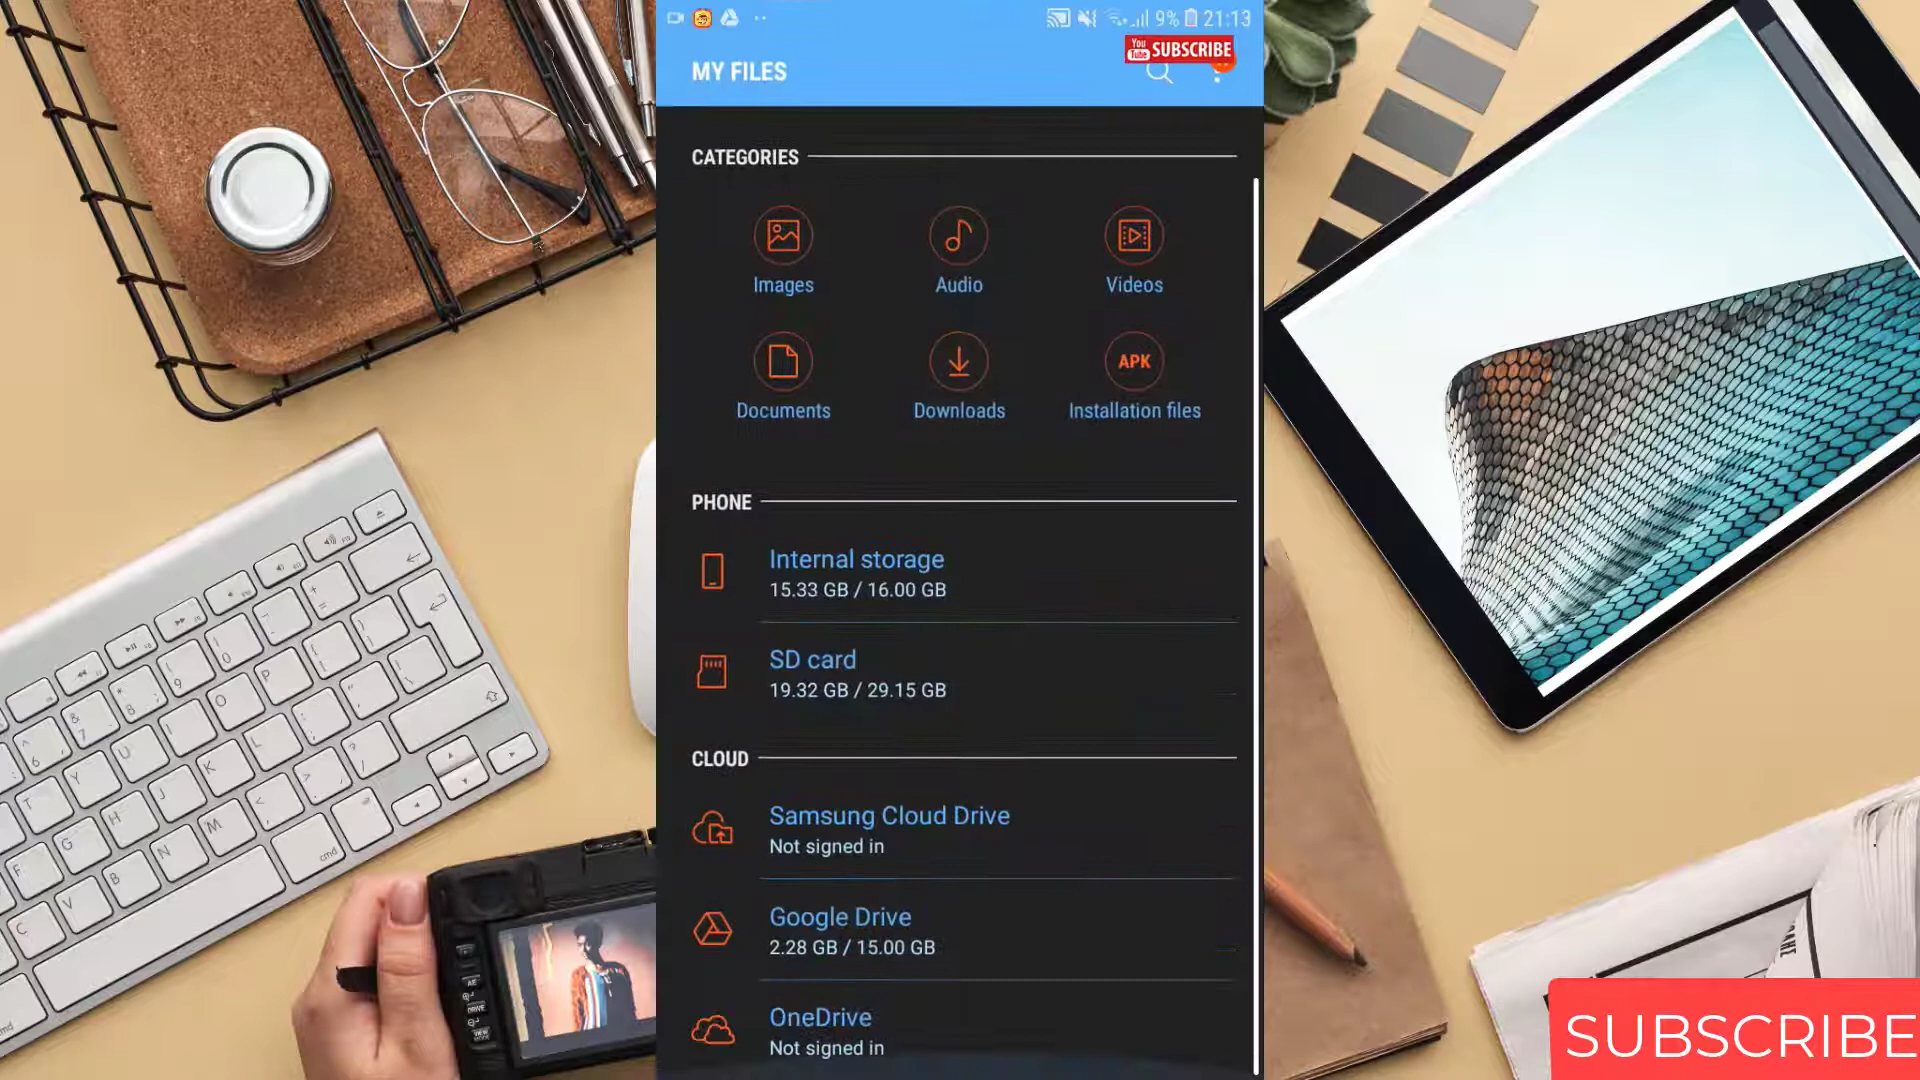 9% 21:13
You Tube SUBSCRIBE
MY FILES
CATEGORIES
Images Audio Videos
Documents Downloads Installation files
APK
PHONE
Internal storage
15.33 GB / 16.00 GB
SD card
19.32 GB / 29.15 GB
CLOUD
Samsung Cloud Drive
Not signed in
Google Drive
2.28 GB / 15.00 GB
OneDrive
Not signed in
SUBSCRIBE